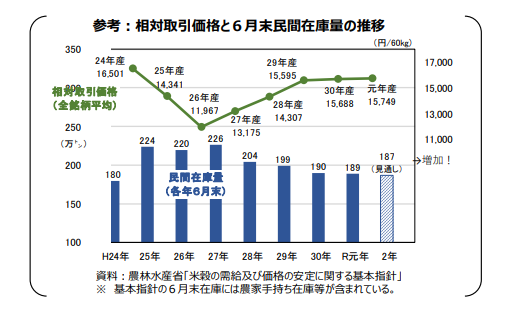 参考：相対取引価格と６月末民間在庫量の推移
（円/60kg）
350
300
250
200
150
100
（万㌧）
17,000
15,000
13,000
11,000
相対取引価格
（全銘柄平均）
24年産
16,501
25年産
14,341
26年産
11,967
27年産
13,175
28年産
14,307
29年産
15,595
30年産
15,688
元年産
15,749
180
224
220
226
204
199
190
189
187
（見通し）
→増加！
民間在庫量
（各年６月末）
H24年 25年 26年 27年 28年 29年 30年 R元年 2年
資料：農林水産省「米穀の需給及び価格の安定に関する基本指針」
※ 基本指針の６月末在庫には農家手持ち在庫等が含まれている。